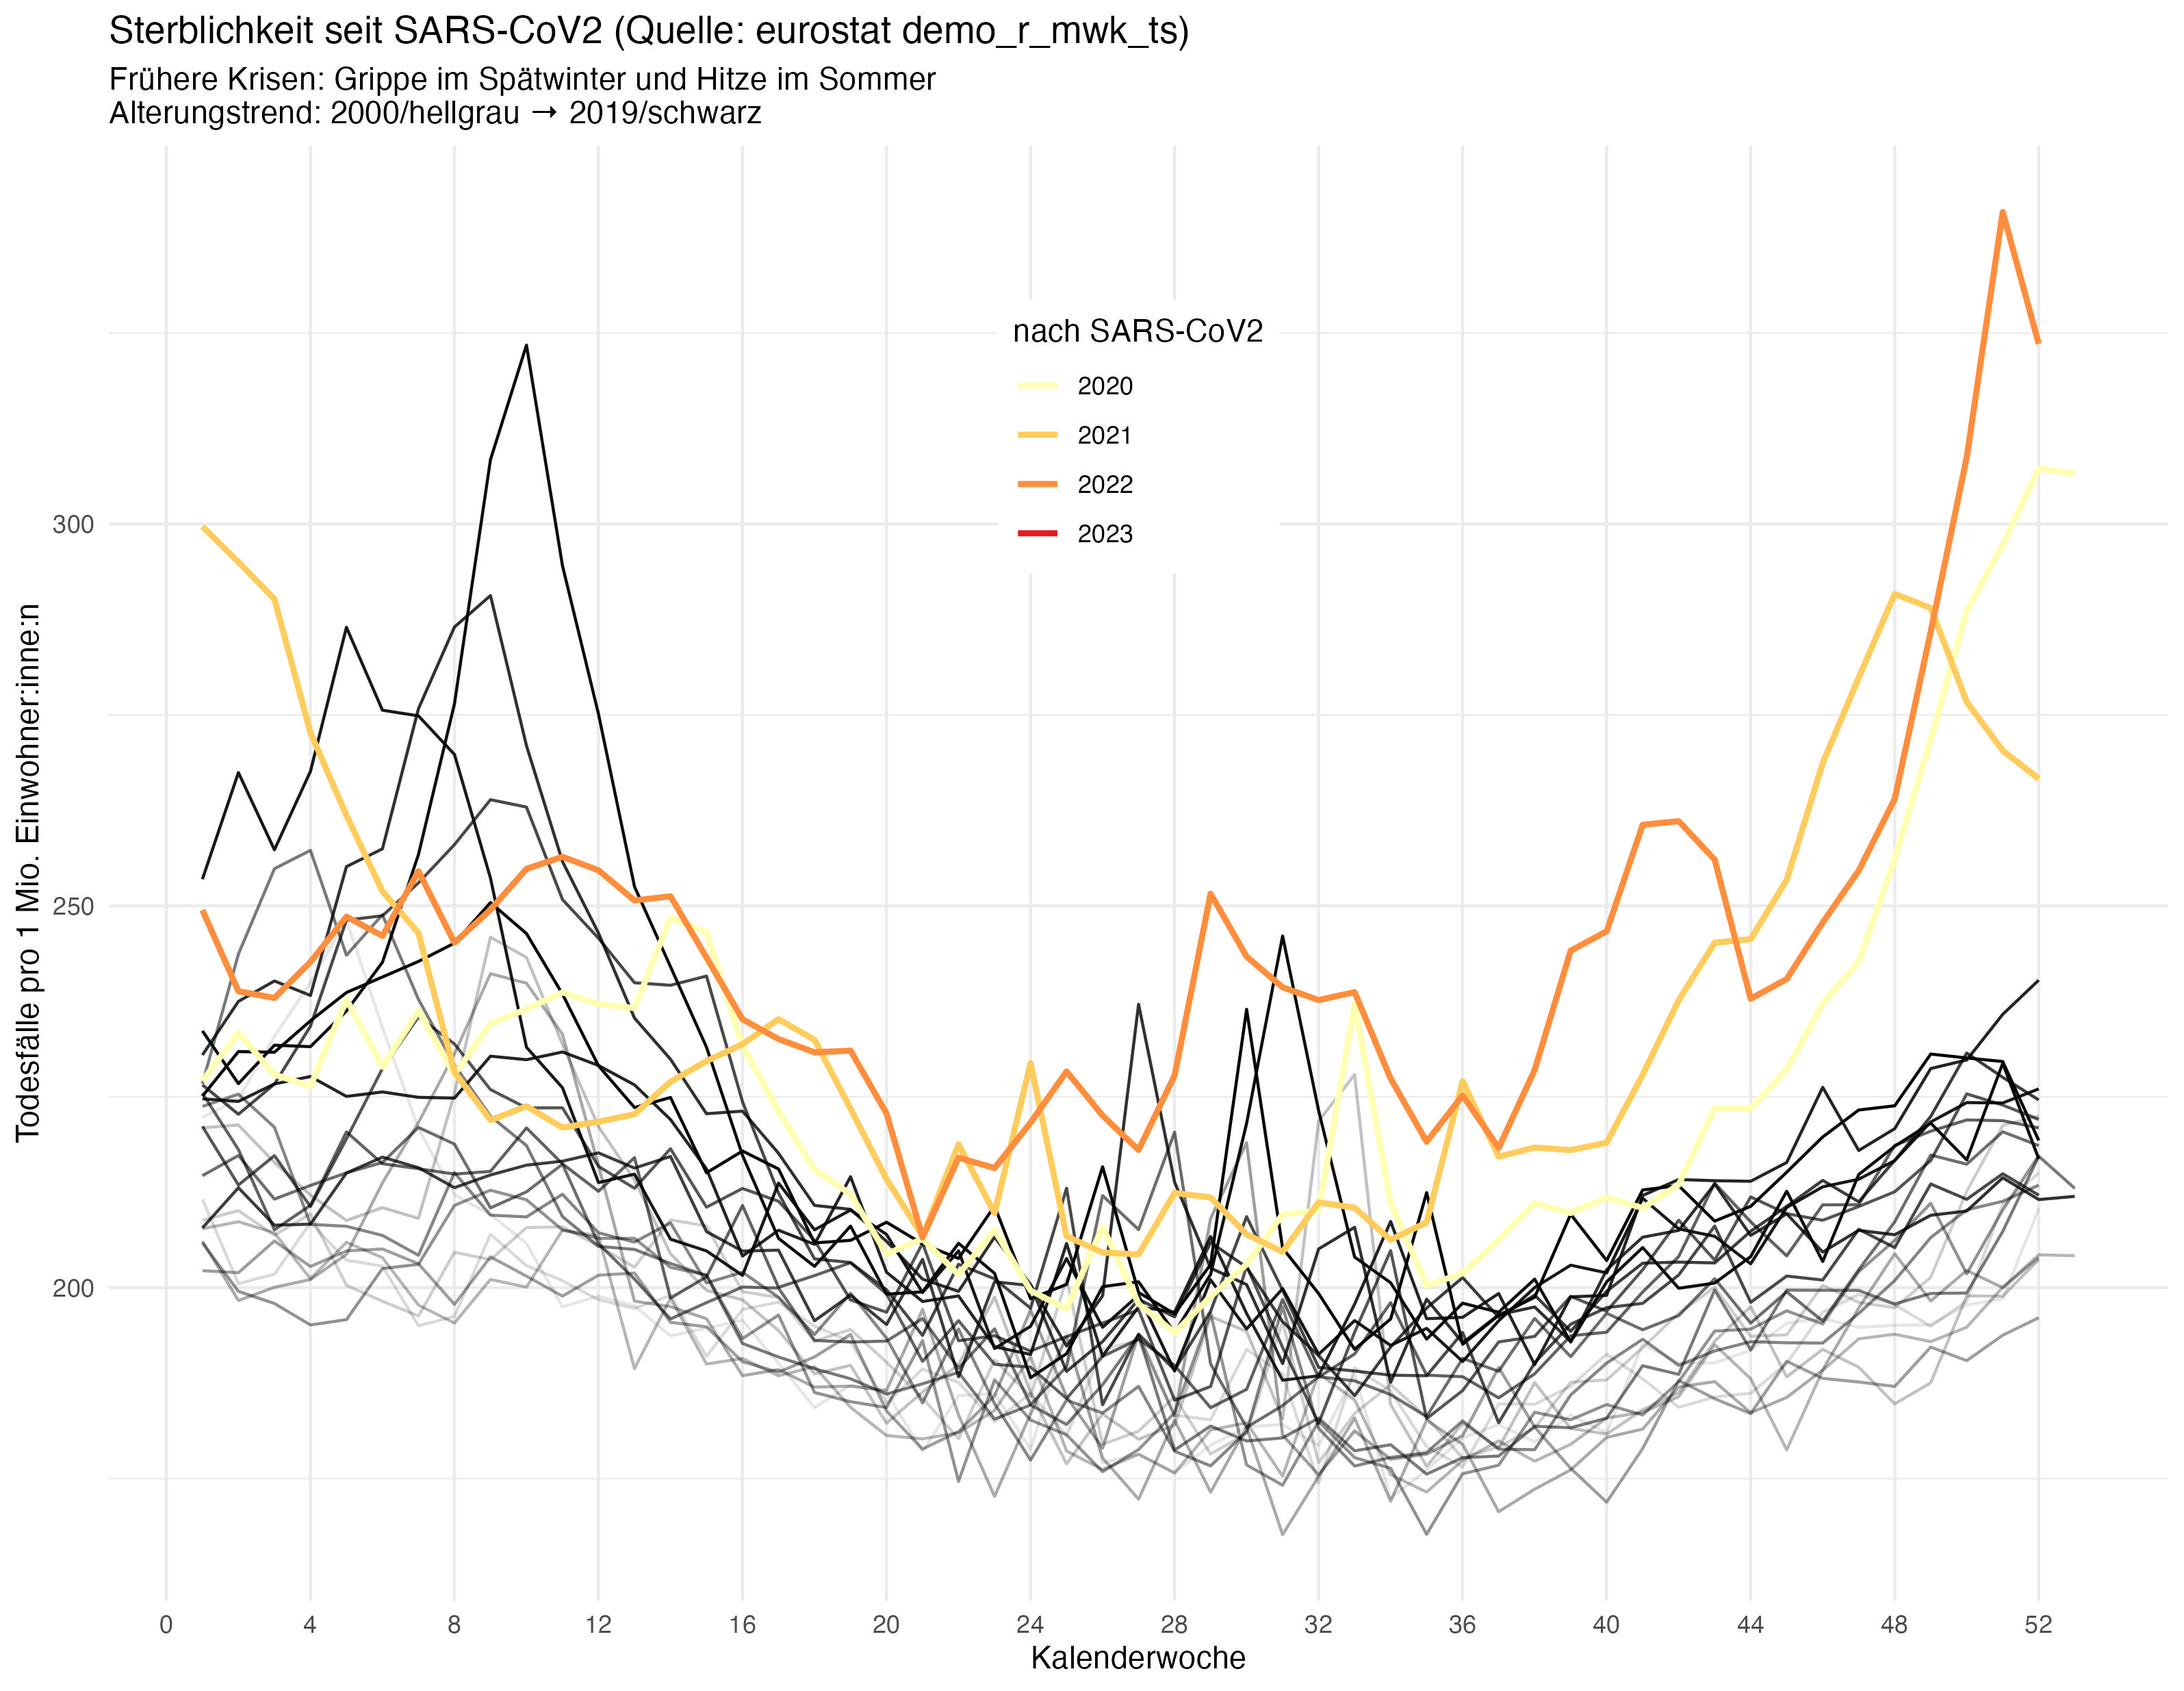 Sterblichkeit seit SARS-CoV2 (Quelle: eurostat demo_r_mwk_ts)
Frühere Krisen: Grippe im Spätwinter und Hitze im Sommer
Alterungstrend: 2000/hellgrau → 2019/schwarz
nach SARS-CoV2
2020
2021
2022
2023
Todesfälle pro 1 Mio. Einwohner:inne:n
300
250
200
0 4 8 12 16 20 24 28 32 36 40 44 48 52
Kalenderwoche